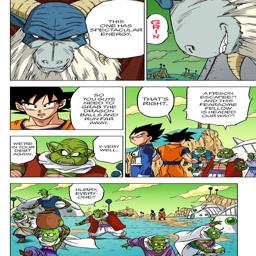 THIS
ONE HAS
SPECTACULAR
ENERGY.
GRIN
SO
YOU GUYS
NEED TO
GRAB THE
DRAGON
BALLS AND
RUN FAR
AWAY.
THAT'S
RIGHT.
A PRISON
ESCAPEE?!
AND THIS
FEARSOME
FELLOW
IS HEADED
OUR WAY?!
WE'RE
IN YOUR
DEBT
AGAIN.
V-VERY
WELL.
HURRY,
EVERY-
ONE!!